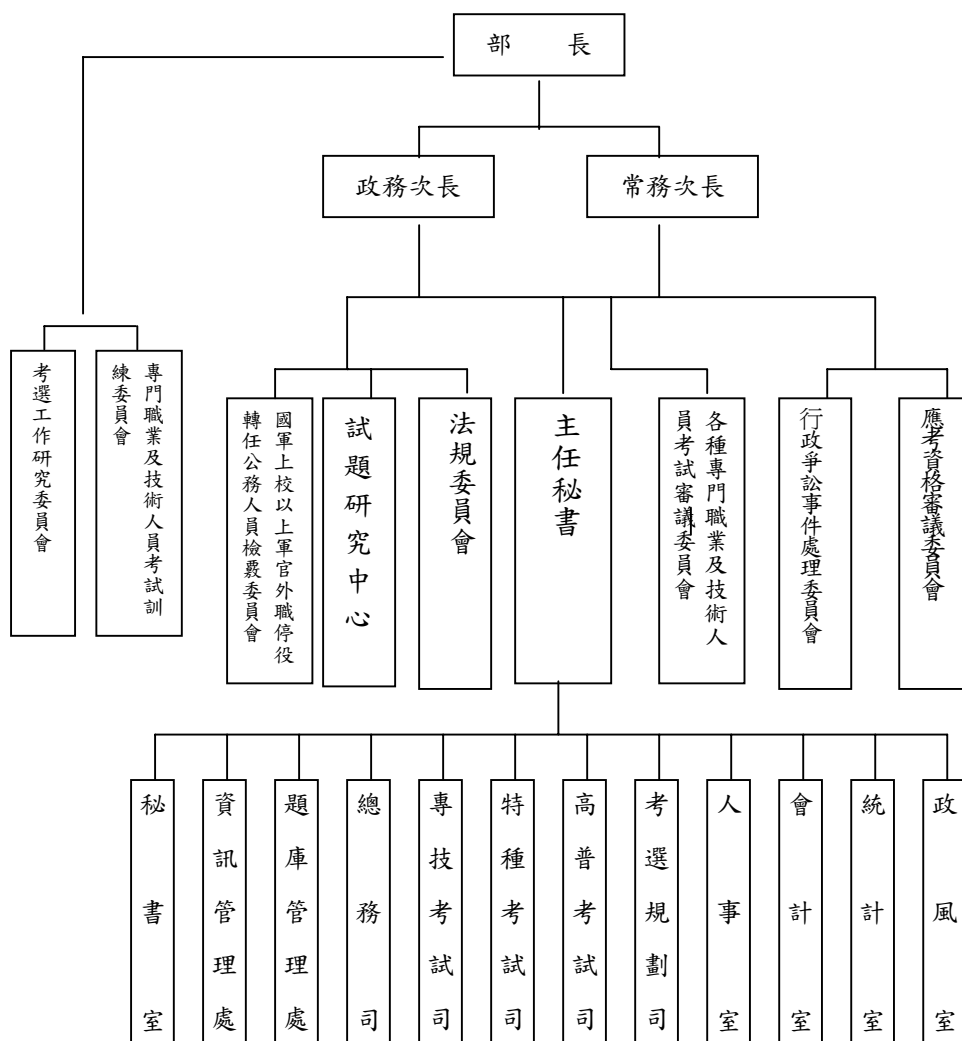 部長
政務次長
常務次長
考選工作研究委員會
專門職業及技術人員考試訓
練委員會
國軍上校以上軍官外職停役
轉任公務人員檢覈委員會
試題研究中心
法規委員會
主任秘書
各種專門職業及技術人
員考試審議委員會
行政爭訟事件處理委員會
應考資格審議委員會
秘書室
資訊管理處
題庫管理處
總務司
專技考試司
特種考試司
高普考試司
考選規劃司
人事室
會計室
統計室
政風室